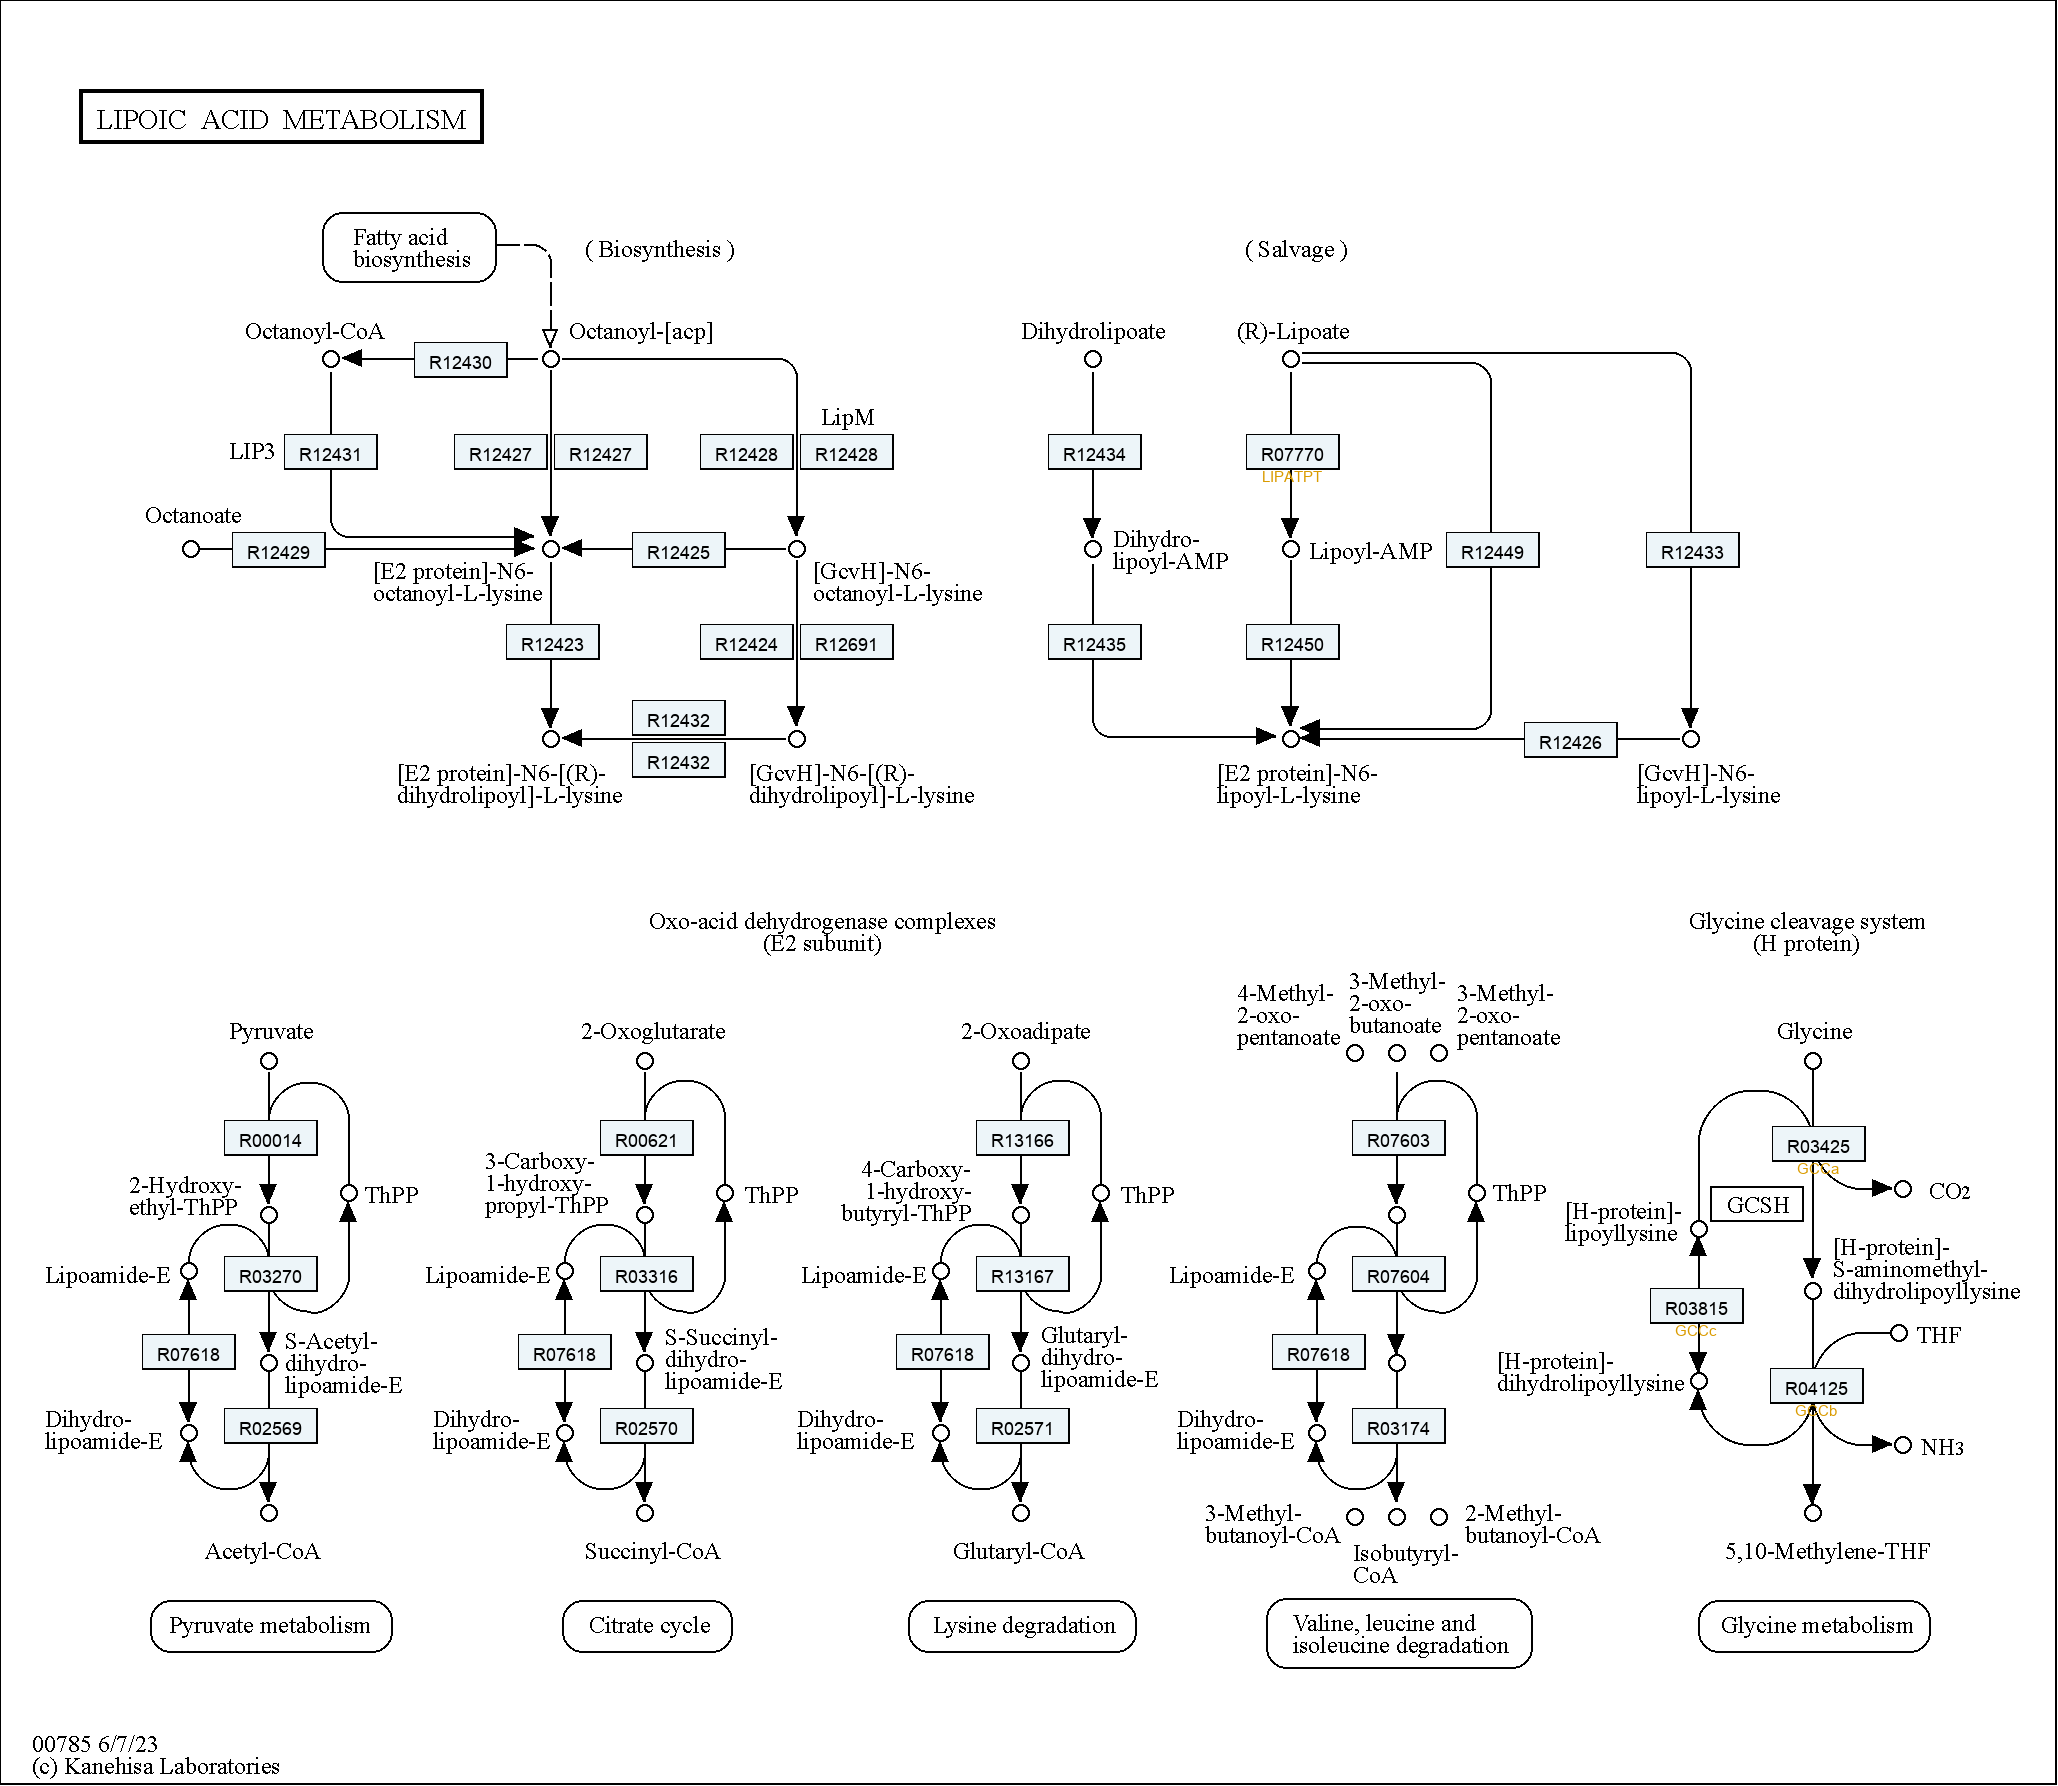 LIPOIC ACID METABOLISM
Fatty acid
biosynthesis
( Biosynthesis )
( Salvage )
Octanoyl-CoA
Octanoyl-[acp]
Dihydrolipoate
(R)-Lipoate
R12430
LipM
LIP3
R12431
R12427
R12427
R12428
R12428
R12434
R07770
LIPATPT
Octanoate
R12429
R12425
Dihydro-
lipoyl-AMP
Lipoyl-AMP
R12449
R12433
[E2 protein]-N6-
octanoyl-L-lysine
[GcvH]-N6-
octanoyl-L-lysine
R12423
R12424
R12691
R12435
R12450
R12432
R12432
R12426
[E2 protein]-N6-[(R)-
dihydrolipoyl]-L-lysine
[GcvH]-N6-[(R)-
dihydrolipoyl]-L-lysine
[E2 protein]-N6-
lipoyl-L-lysine
[GcvH]-N6-
lipoyl-L-lysine
Oxo-acid dehydrogenase complexes
(E2 subunit)
Glycine cleavage system
(H protein)
Pyruvate
R00014
2-Hydroxy-
ethyl-ThPP
ThPP
Lipoamide-E
R03270
R07618
S-Acetyl-
dihydro-
lipoamide-E
Dihydro-
lipoamide-E
R02569
Acetyl-CoA
Pyruvate metabolism
2-Oxoglutarate
R00621
3-Carboxy-
1-hydroxy-
propyl-ThPP
ThPP
Lipoamide-E
R03316
R07618
S-Succinyl-
dihydro-
lipoamide-E
Dihydro-
lipoamide-E
R02570
Succinyl-CoA
Citrate cycle
2-Oxoadipate
R13166
4-Carboxy-
1-hydroxy-
butyryl-ThPP
ThPP
Lipoamide-E
R13167
R07618
Glutaryl-
dihydro-
lipoamide-E
Dihydro-
lipoamide-E
R02571
Glutaryl-CoA
Lysine degradation
4-Methyl-
2-oxo-
pentanoate
3-Methyl-
2-oxo-
butanoate
3-Methyl-
2-oxo-
pentanoate
R07603
ThPP
Lipoamide-E
R07604
R07618
Dihydro-
lipoamide-E
R03174
3-Methyl-
butanoyl-CoA
Isobutyryl-
CoA
2-Methyl-
butanoyl-CoA
Valine, leucine and
isoleucine degradation
Glycine
R03425
GCCa
CO2
GCSH
[H-protein]-
lipoyllysine
[H-protein]-
S-aminomethyl-
dihydrolipoyllysine
R03815
GCCc
THF
[H-protein]-
dihydrolipoyllysine
R04125
GCCb
NH3
5,10-Methylene-THF
Glycine metabolism
00785 6/7/23
(c) Kanehisa Laboratories